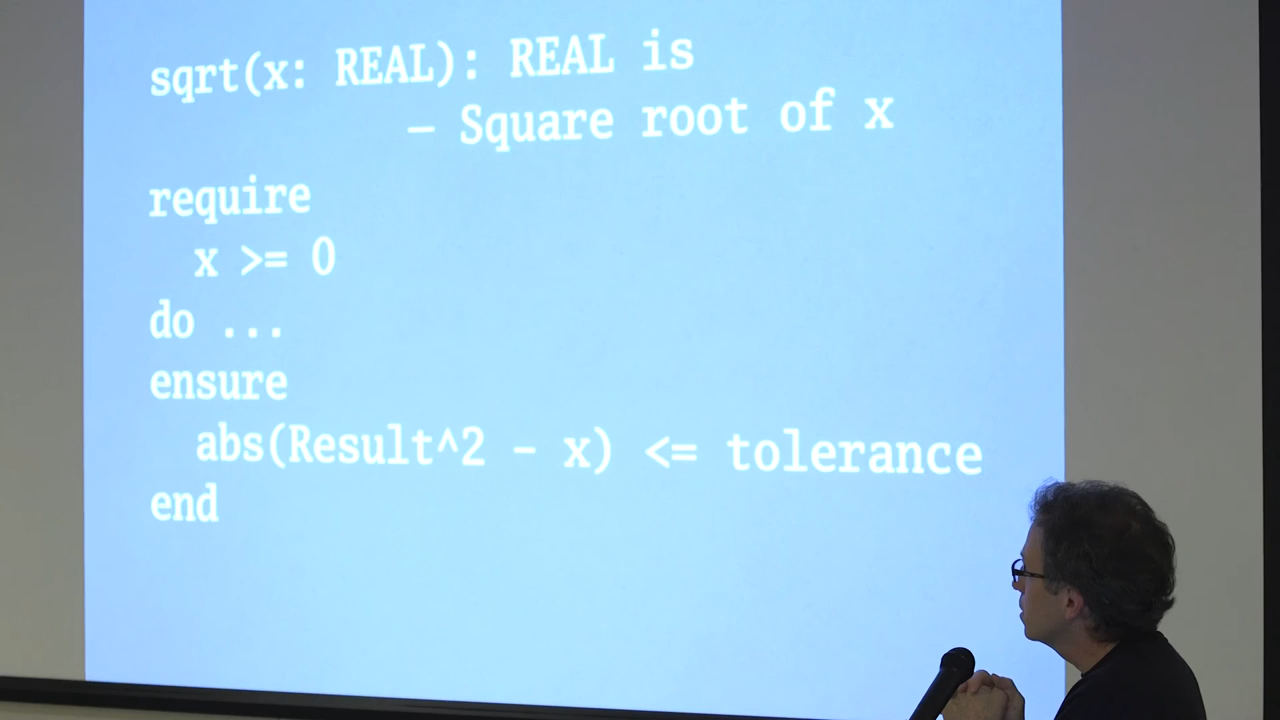 sqrt(x: REAL): REAL is
— Square root of x
require
x >= 0
do ...
ensure
abs(Result^2 - x) <= tolerance
end